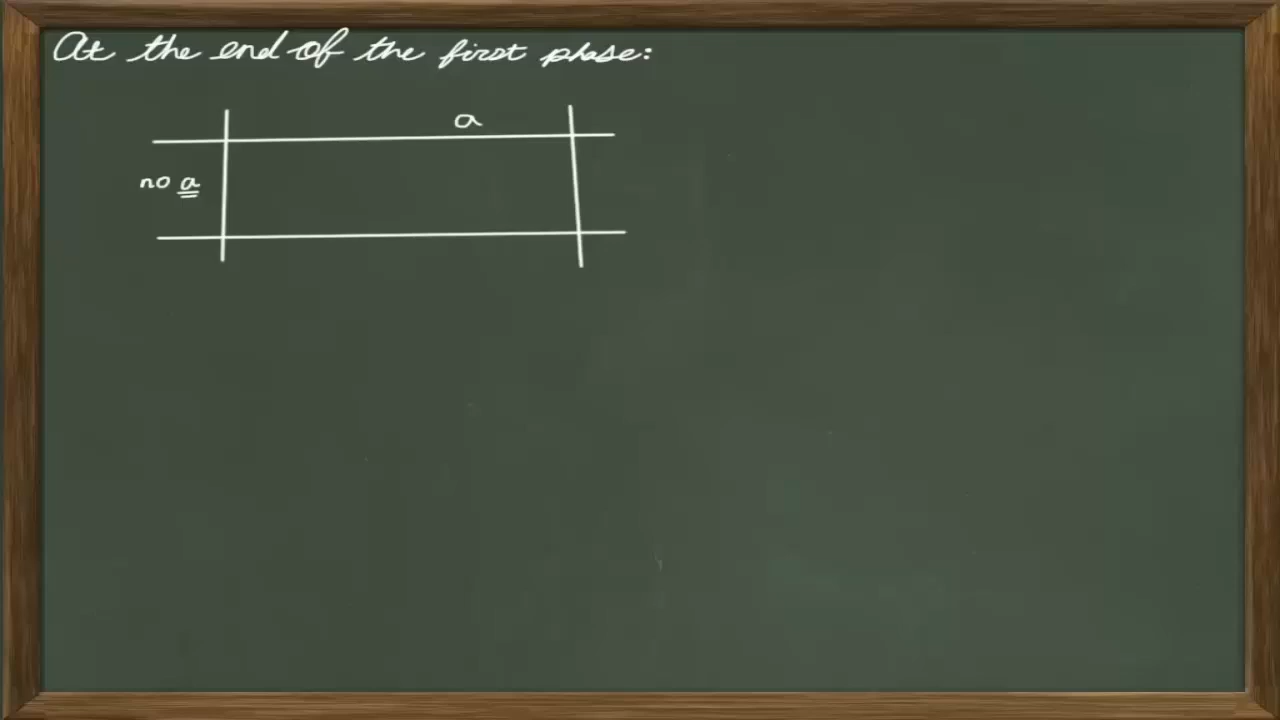 At the end of the first phase:
a
no a